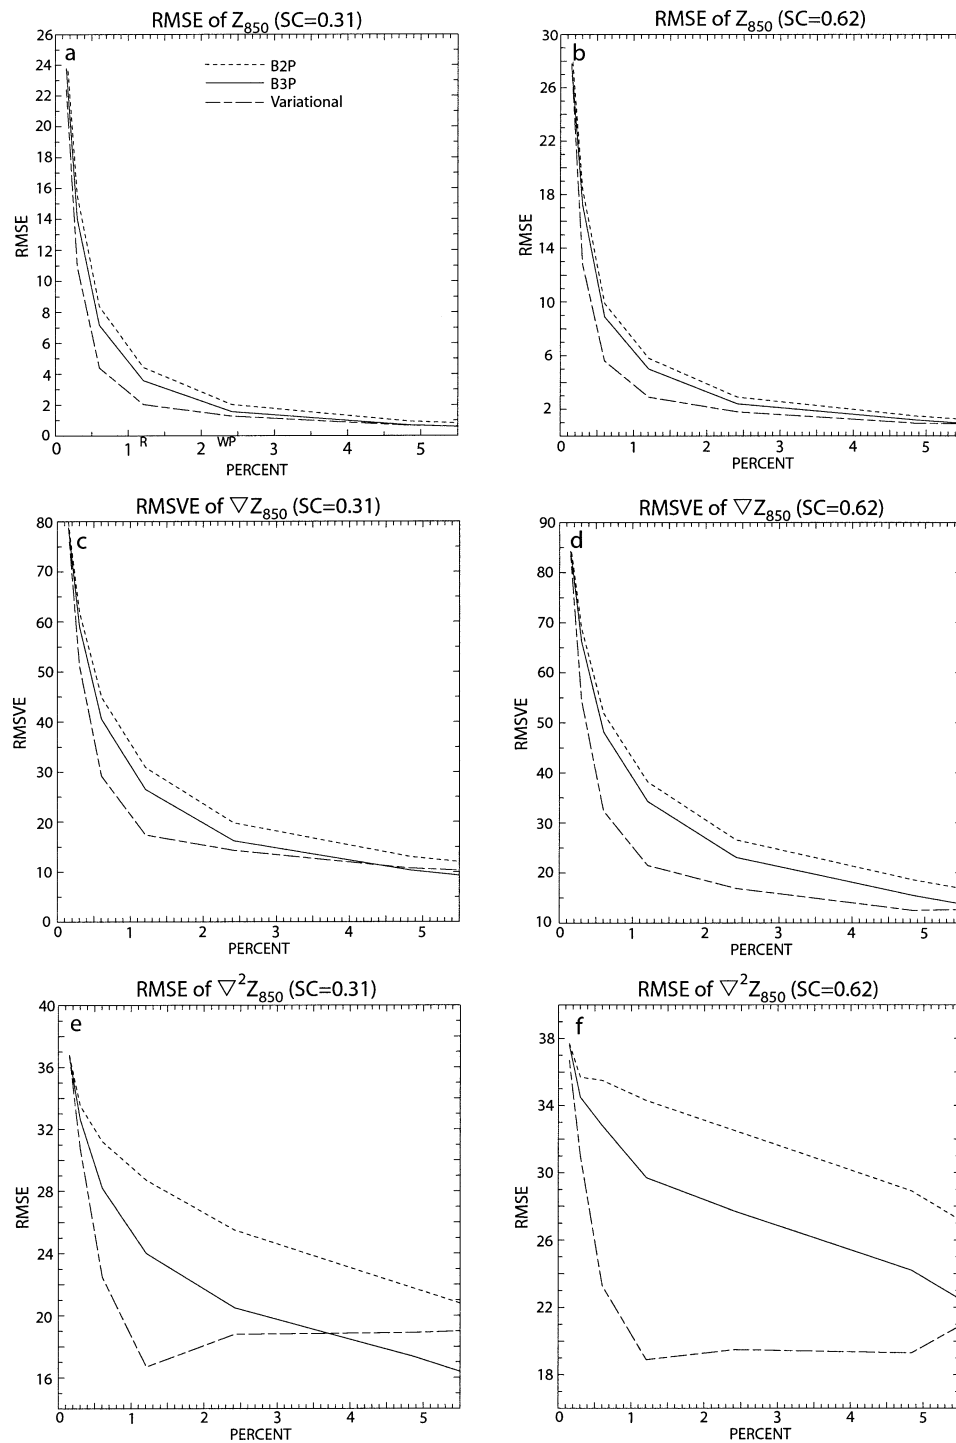 RMSE of Z850 (SC=0.31)
a
B2P
B3P
Variational
26
24
22
20
18
16
14
12
10
8
6
4
2
0
RMSE
0 1 2 3 4 5
R WP
PERCENT
RMSE of Z850 (SC=0.62)
b
30
26
22
18
14
10
6
2
RMSE
0 1 2 3 4 5
PERCENT
RMSVE of ▽Z850 (SC=0.31)
c
80
70
60
50
40
30
20
10
0
RMSVE
0 1 2 3 4 5
PERCENT
RMSVE of ▽Z850 (SC=0.62)
d
90
80
70
60
50
40
30
20
10
RMSVE
0 1 2 3 4 5
PERCENT
RMSE of ▽2Z850 (SC=0.31)
e
40
36
32
28
24
20
16
RMSE
0 1 2 3 4 5
PERCENT
RMSE of ▽2Z850 (SC=0.62)
f
38
34
30
26
22
18
RMSE
0 1 2 3 4 5
PERCENT